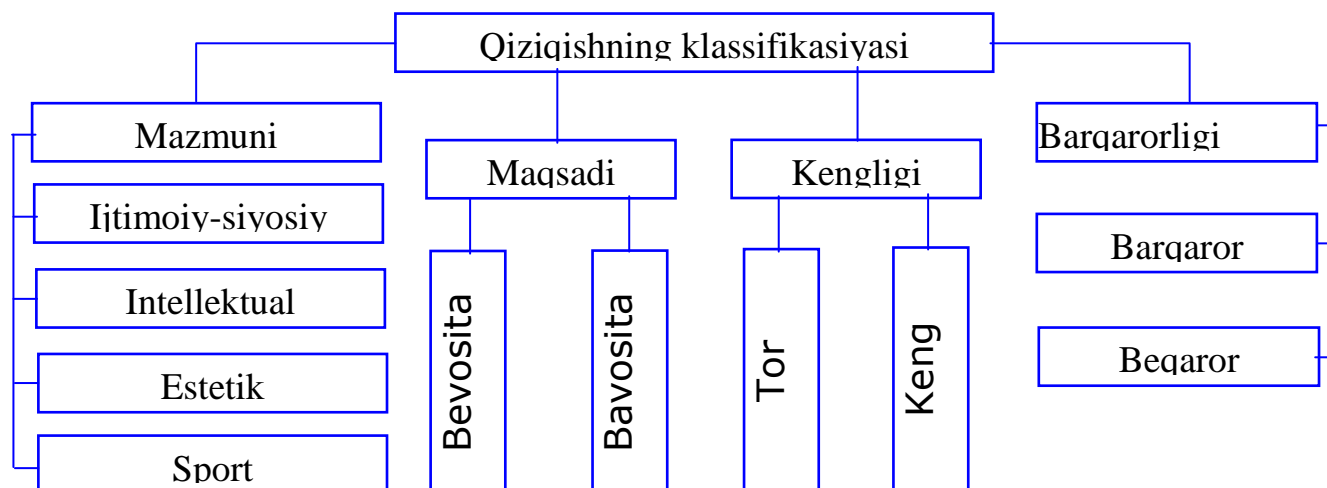 Qiziqishning klassifikasiyasi
Mazmuni
Ijtimoiy-siyosiy
Intellektual
Estetik
Sport
Maqsadi
Bevosita
Bavosita
Kengligi
Tor
Keng
Barqarorligi
Barqaror
Beqaror